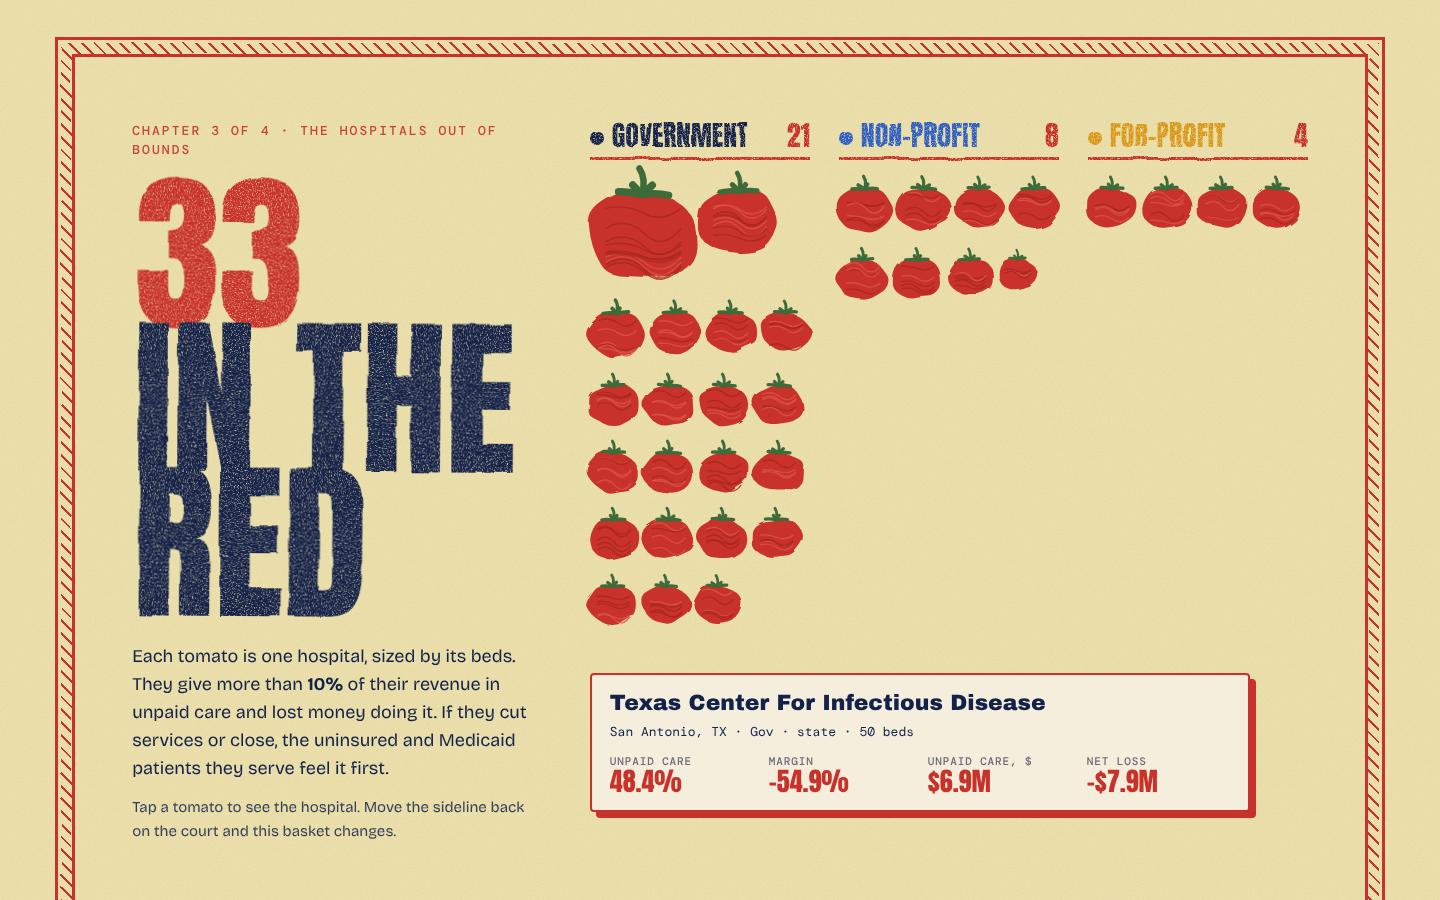 CHAPTER 3 OF 4 · THE HOSPITALS OUT OF
BOUNDS
33
IN THE
RED
Each tomato is one hospital, sized by its beds.
They give more than 10% of their revenue in
unpaid care and lost money doing it. If they cut
services or close, the uninsured and Medicaid
patients they serve feel it first.
Tap a tomato to see the hospital. Move the sideline back
on the court and this basket changes.
GOVERNMENT 21
NON-PROFIT 8
FOR-PROFIT 4
Texas Center For Infectious Disease
San Antonio, TX · Gov · state · 50 beds
UNPAID CARE MARGIN UNPAID CARE, $ NET LOSS
48.4% -54.9% $6.9M -$7.9M